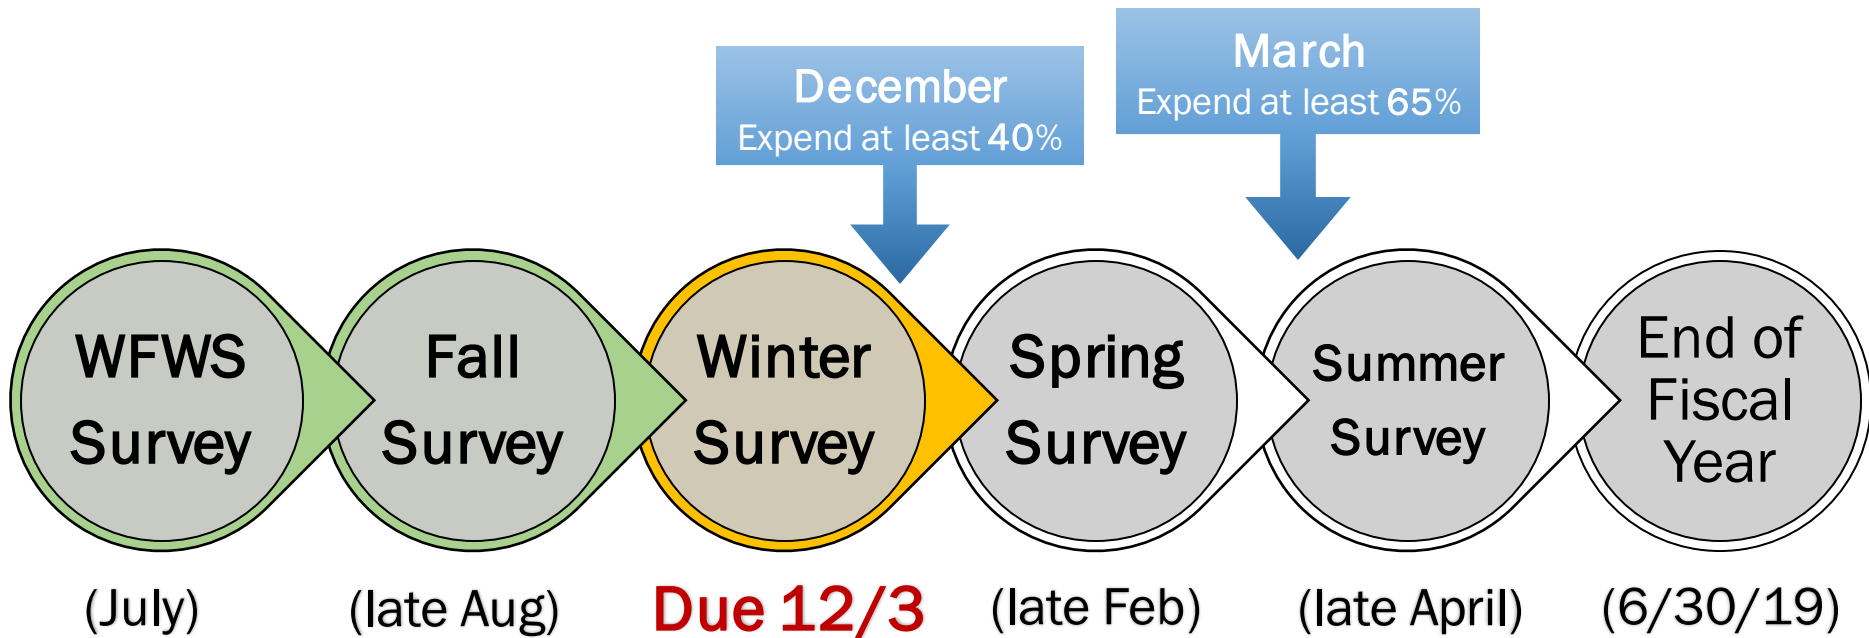 December
Expend at least 40%
March
Expend at least 65%
WFWS
Survey
Fall
Survey
Winter
Survey
Spring
Survey
Summer
Survey
End of
Fiscal
Year
(July)
(late Aug)
Due 12/3
(late Feb)
(late April)
(6/30/19)